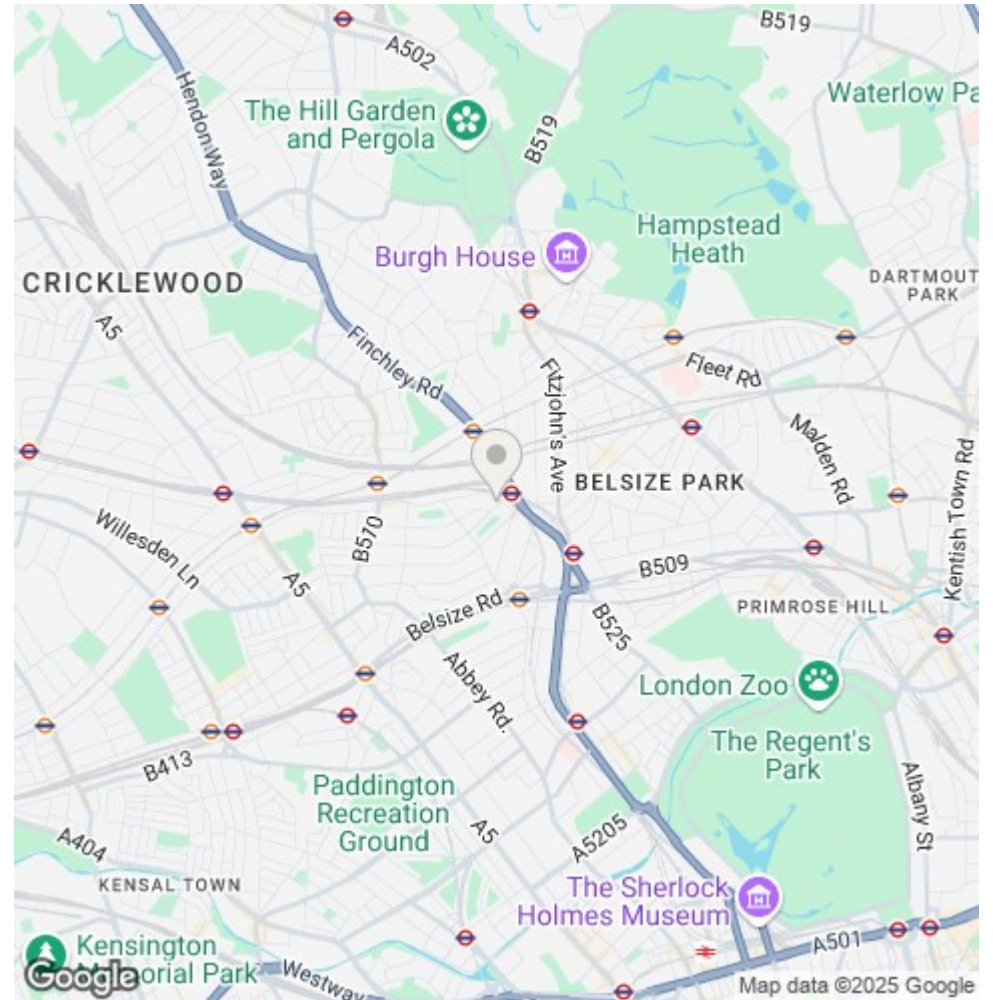 B519
A502
Hendon Way
The Hill Garden
and Pergola
Waterlow Pa
B519
Hampstead
Heath
Burgh House
DARTMOUT
PARK
CRICKLEWOOD
A5
Finchley Rd
Fitzjohn's Ave
Fleet Rd
Malden Rd
Kentish Town Rd
BELSIZE PARK
Willesden Ln
B570
B509
A5
Belsize Rd
B525
PRIMROSE HILL
Abbey Rd.
London Zoo
The Regent's
Park
B413
Paddington
Recreation
Ground
Albany St
A5
A5205
A404
KENSAL TOWN
The Sherlock
Holmes Museum
A501
Kensington
Memorial Park
Google
Westway
Map data ©2025 Google